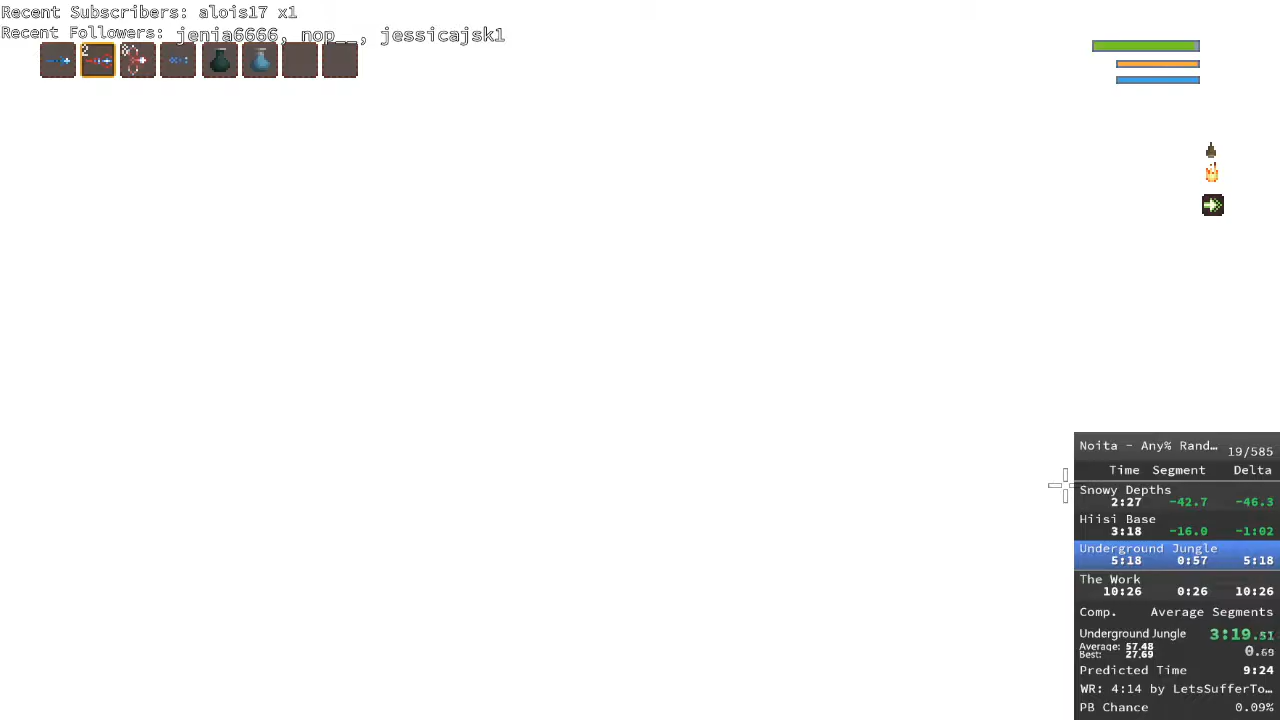 Recent Subscribers: alois17 x1
Recent Followers: jenia6666, nop__, jessicajsk1
2
Noita - Any% Rand… 19/585
Time Segment Delta
Snowy Depths
2:27 -42.7 -46.3
Hiisi Base
3:18 -16.0 -1:02
Underground Jungle
5:18 0:57 5:18
The Work
10:26 0:26 10:26
Comp. Average Segments
Underground Jungle 3:19.51
Average: 57.48
Best: 27.69 0.69
Predicted Time 9:24
WR: 4:14 by LetsSufferTo…
PB Chance 0.09%